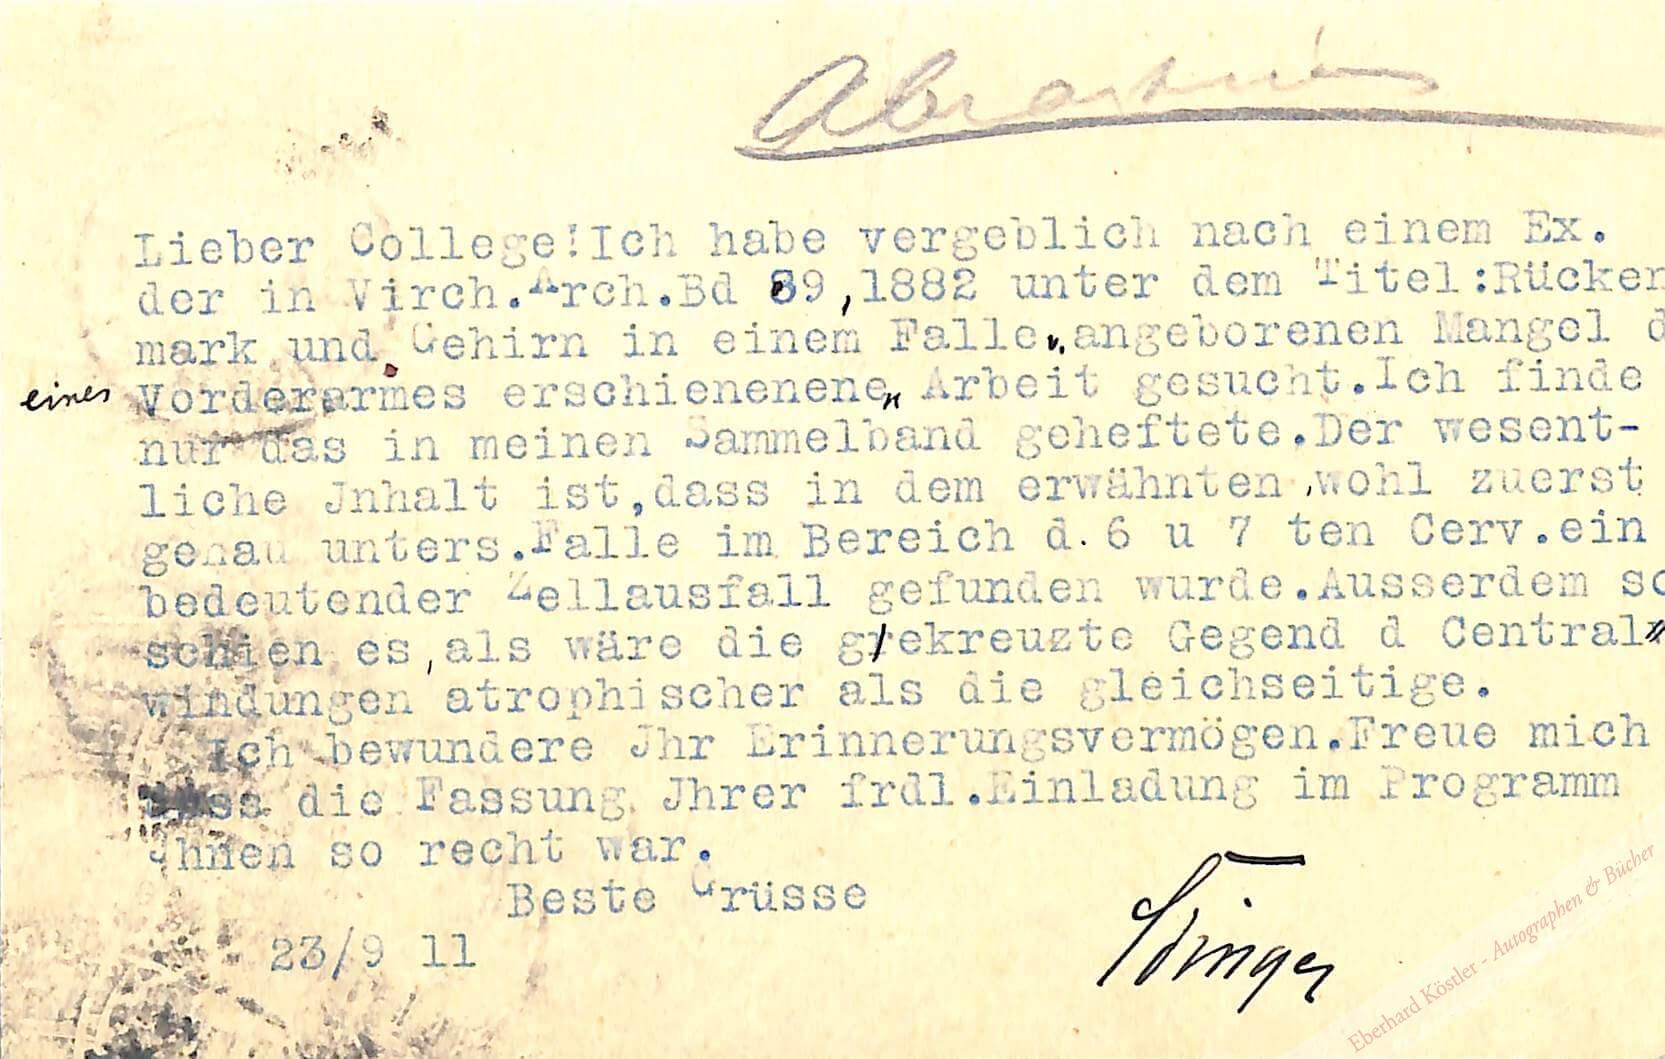 Lieber College!Ich habe vergeblich nach einem Ex.
der in Virch.Arch.Bd 89,1882 unter dem Titel:Rücken
mark und Gehirn in einem Falle v. angeborenen Mangel d
eines Vorderarmes erschienenenen Arbeit gesucht.Ich finde
nur das in meinen Sammelband geheftete.Der wesent-
liche Jnhalt ist,dass in dem erwähnten ,wohl zuerst
genau unters.Falle im Bereich d. 6 u 7 ten Cerv.ein
bedeutender Zellausfall gefunden wurde.Ausserdem sc
schien es,als wäre die g/ekreuzte Gegend d Central=
windungen atrophischer als die gleichseitige.
Ich bewundere Jhr Erinnerungsvermögen.Freue mich
dass die Fassung Jhrer frdl.Einladung im Programm
Jhnen so recht war.
Beste Grüsse
23/9 11
Edinger
Eberhard Köstler - Autographen & Bücher